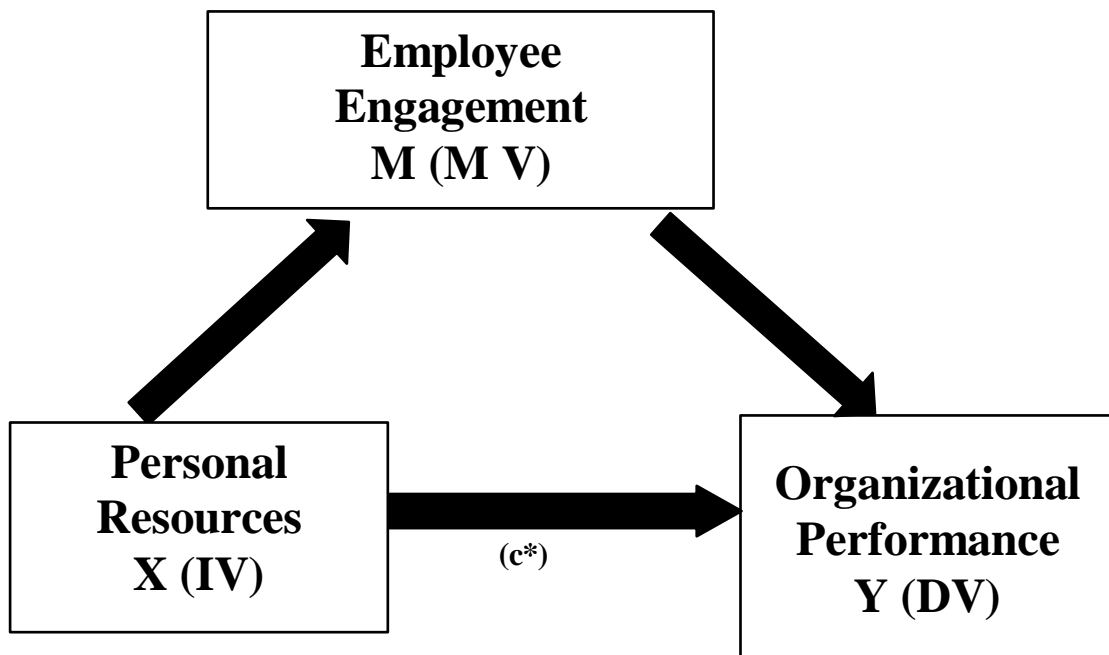 Employee
Engagement
M (M V)
Personal
Resources
X (IV)
(c*)
Organizational
Performance
Y (DV)